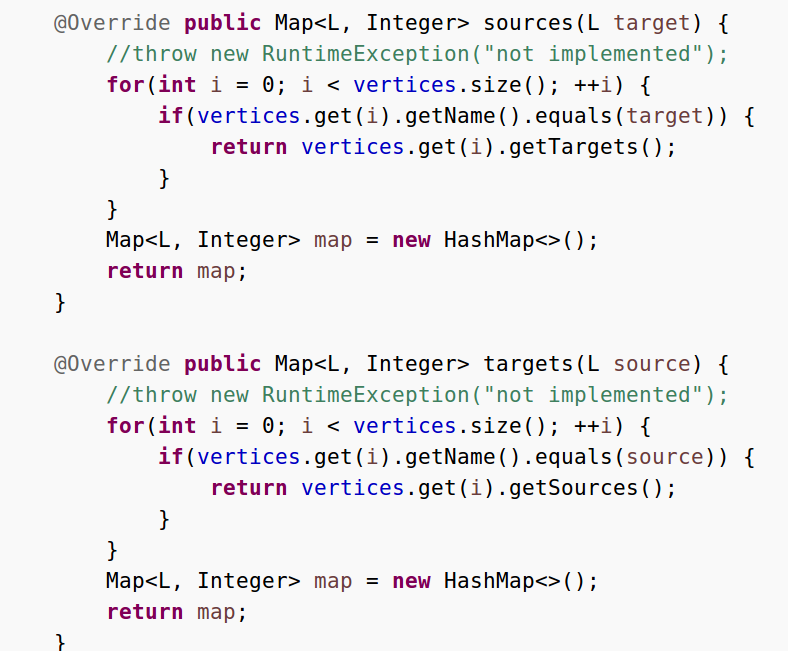 @Override public Map<L, Integer> sources(L target) {
//throw new RuntimeException("not implemented");
for(int i = 0; i < vertices.size(); ++i) {
if(vertices.get(i).getName().equals(target)) {
return vertices.get(i).getTargets();
}
}
Map<L, Integer> map = new HashMap<>();
return map;
}
@Override public Map<L, Integer> targets(L source) {
//throw new RuntimeException("not implemented");
for(int i = 0; i < vertices.size(); ++i) {
if(vertices.get(i).getName().equals(source)) {
return vertices.get(i).getSources();
}
}
Map<L, Integer> map = new HashMap<>();
return map;
}